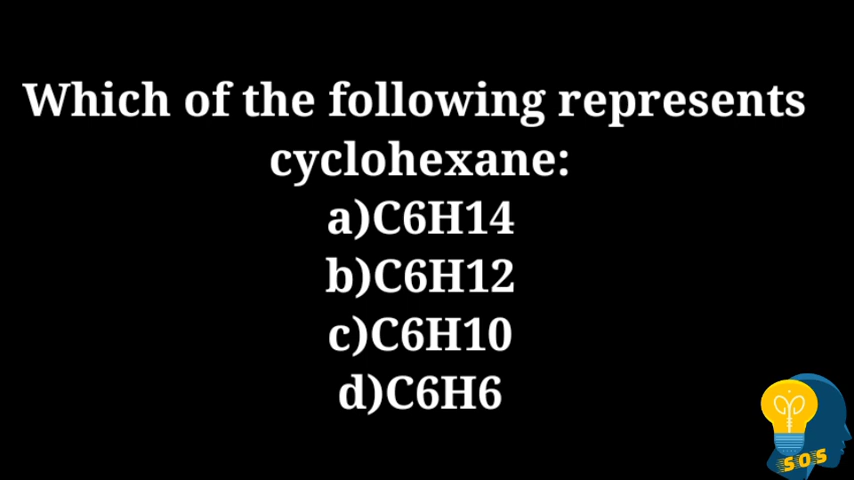 Which of the following represents
cyclohexane:
a)C6H14
b)C6H12
c)C6H10
d)C6H6
SOS